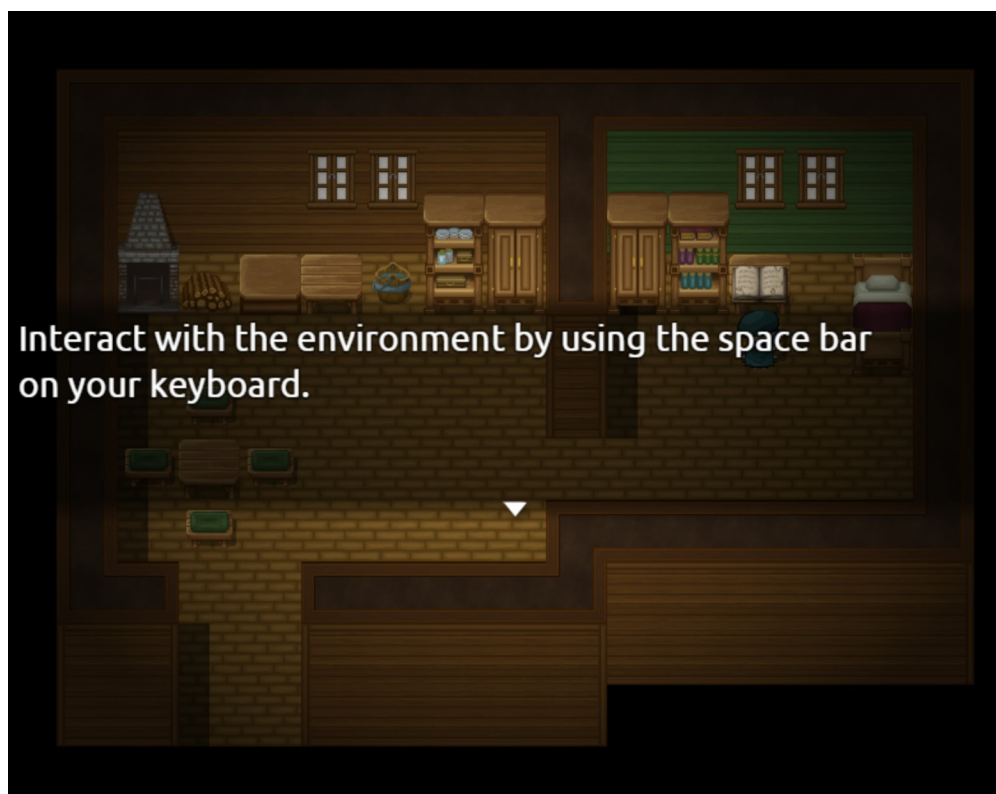 Interact with the environment by using the space bar
on your keyboard.